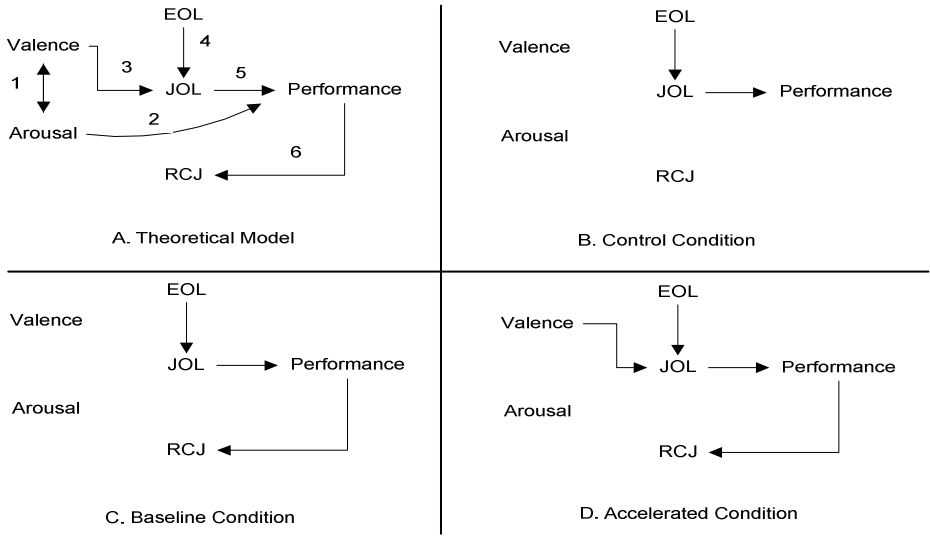 EOL
Valence
4
3
5
1
JOL
Performance
2
Arousal
6
RCJ
A. Theoretical Model
EOL
Valence
JOL
Performance
Arousal
RCJ
B. Control Condition
EOL
Valence
JOL
Performance
Arousal
RCJ
C. Baseline Condition
EOL
Valence
JOL
Performance
Arousal
RCJ
D. Accelerated Condition